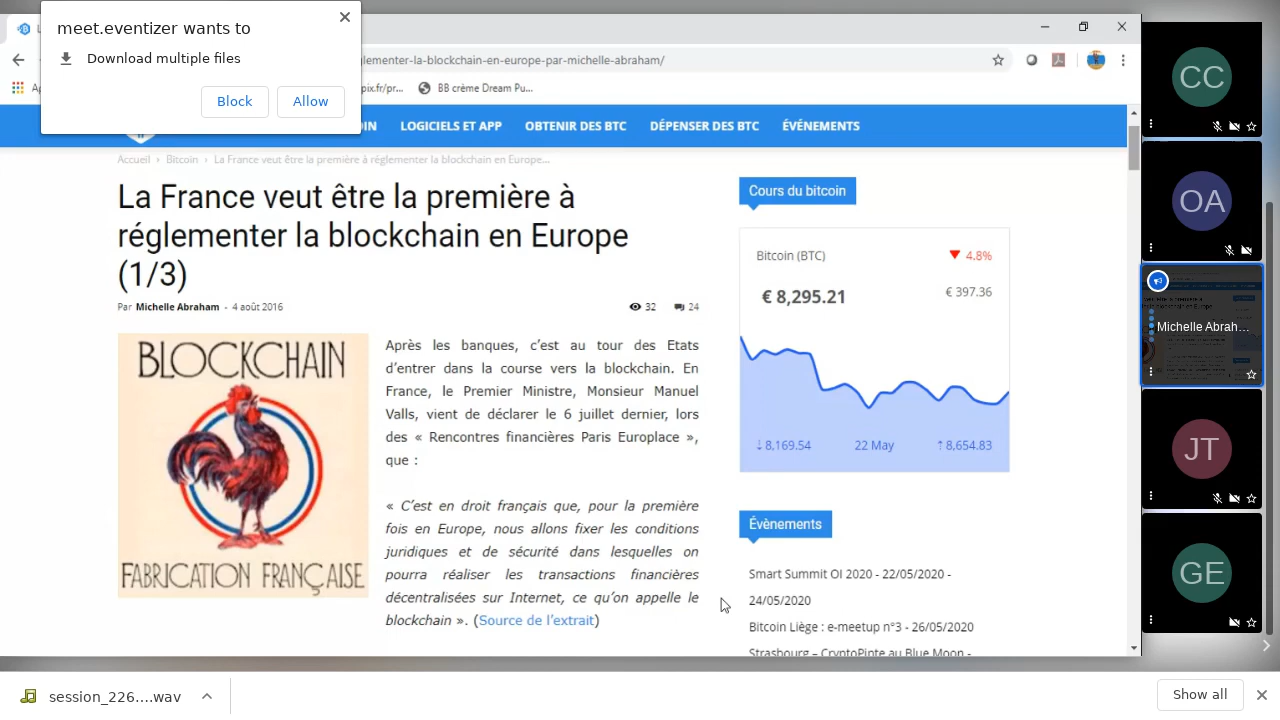 meet.eventizer wants to
Download multiple files
Block
Allow
lementer-la-blockchain-en-europe-par-michelle-abraham/
pix.fr/pr...
BB crème Dream Pu...
OIN
LOGICIELS ET APP
OBTENIR DES BTC
DÉPENSER DES BTC
ÉVÉNEMENTS
Accueil › Bitcoin › La France veut être la première à réglementer la blockchain en Europe...
La France veut être la première à
réglementer la blockchain en Europe
(1/3)
Par Michelle Abraham - 4 août 2016
32
24
BLOCKCHAIN
FABRICATION FRANÇAISE
Après les banques, c’est au tour des Etats
d’entrer dans la course vers la blockchain. En
France, le Premier Ministre, Monsieur Manuel
Valls, vient de déclarer le 6 juillet dernier, lors
des « Rencontres financières Paris Europlace »,
que :
« C’est en droit français que, pour la première
fois en Europe, nous allons fixer les conditions
juridiques et de sécurité dans lesquelles on
pourra réaliser les transactions financières
décentralisées sur Internet, ce qu’on appelle le
blockchain ». (Source de l’extrait)
Cours du bitcoin
Bitcoin (BTC)
▼ 4.8%
€ 8,295.21
€ 397.36
↓ 8,169.54
22 May
↑ 8,654.83
Évènements
Smart Summit OI 2020 - 22/05/2020 -
24/05/2020
Bitcoin Liège : e-meetup n°3 - 26/05/2020
Strasbourg – CryptoPinte au Blue Moon -
CC
OA
Michelle Abrah...
JT
GE
session_226....wav
Show all